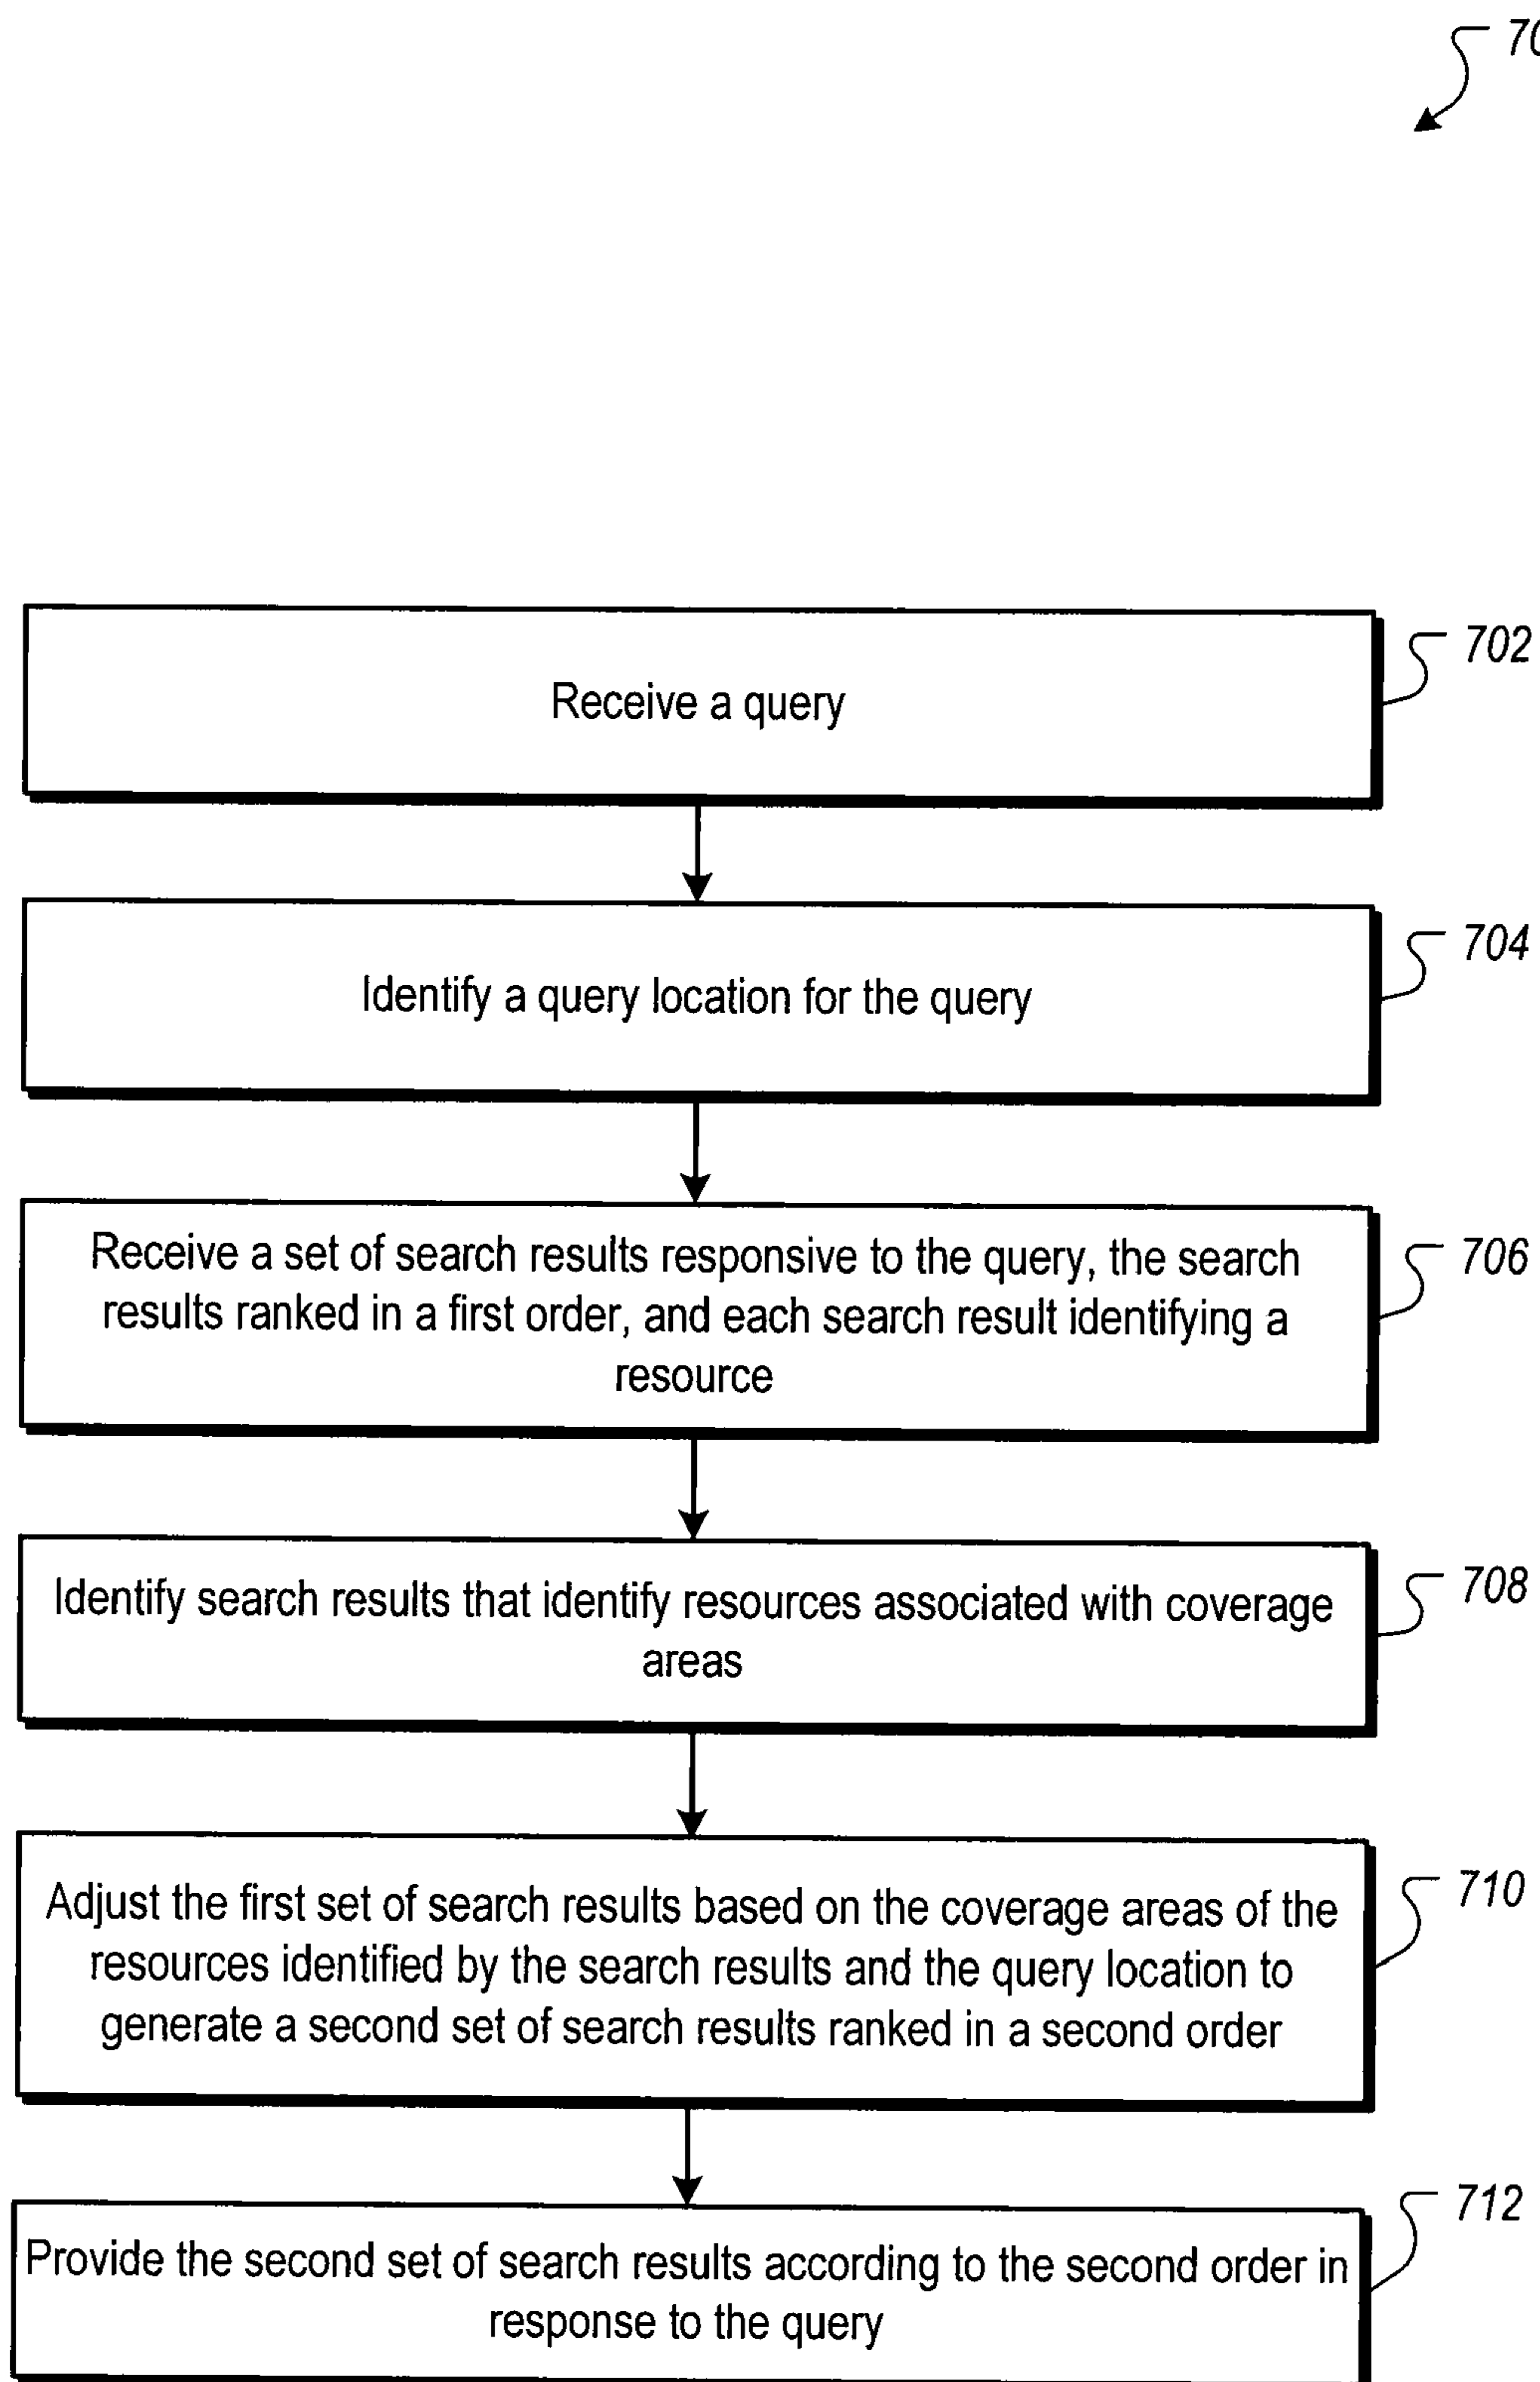 702
Receive a query
704
Identify a query location for the query
706
Receive a set of search results responsive to the query, the search
results ranked in a first order, and each search result identifying a
resource
708
Identify search results that identify resources associated with coverage
areas
710
Adjust the first set of search results based on the coverage areas of the
resources identified by the search results and the query location to
generate a second set of search results ranked in a second order
712
Provide the second set of search results according to the second order in
response to the query